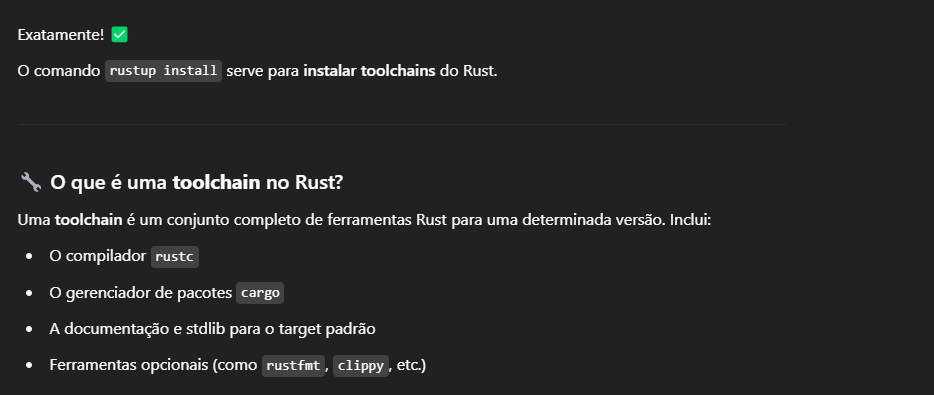 Exatamente! ✅
O comando rustup install serve para instalar toolchains do Rust.
🔧 O que é uma toolchain no Rust?
Uma toolchain é um conjunto completo de ferramentas Rust para uma determinada versão. Inclui:
• O compilador rustc
• O gerenciador de pacotes cargo
• A documentação e stdlib para o target padrão
• Ferramentas opcionais (como rustfmt, clippy, etc.)